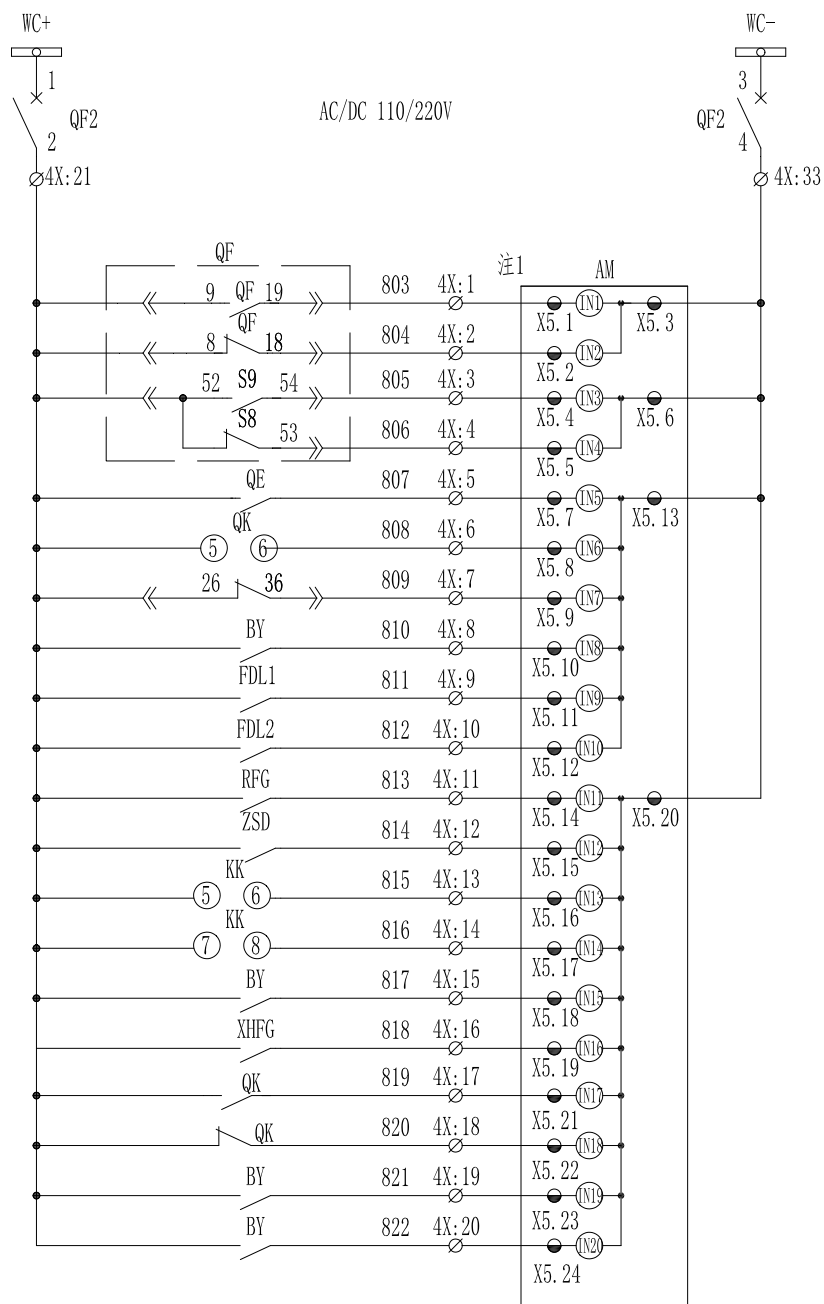 WC+ WC-
1 3
QF2 AC/DC 110/220V QF2
2 4
4X:21 4X:33
QF 注1 AM
9 QF 19 803 4X:1 IN1
X5.1 X5.3
QF
8 18 804 4X:2 IN2
X5.2
52 S9 54 805 4X:3 IN3
X5.4 X5.6
S8 53 806 4X:4 IN4
X5.5
QE 807 4X:5 IN5
X5.7 X5.13
QK
5 6 808 4X:6 IN6
X5.8
26 36 809 4X:7 IN7
X5.9
BY 810 4X:8 IN8
X5.10
FDL1 811 4X:9 IN9
X5.11
FDL2 812 4X:10 IN10
X5.12
RFG 813 4X:11 IN11
X5.14 X5.20
ZSD 814 4X:12 IN12
X5.15
KK
5 6 815 4X:13 IN13
X5.16
KK
7 8 816 4X:14 IN14
X5.17
BY 817 4X:15 IN15
X5.18
XHFG 818 4X:16 IN16
X5.19
QK 819 4X:17 IN17
X5.21
QK 820 4X:18 IN18
X5.22
BY 821 4X:19 IN19
X5.23
BY 822 4X:20 IN20
X5.24